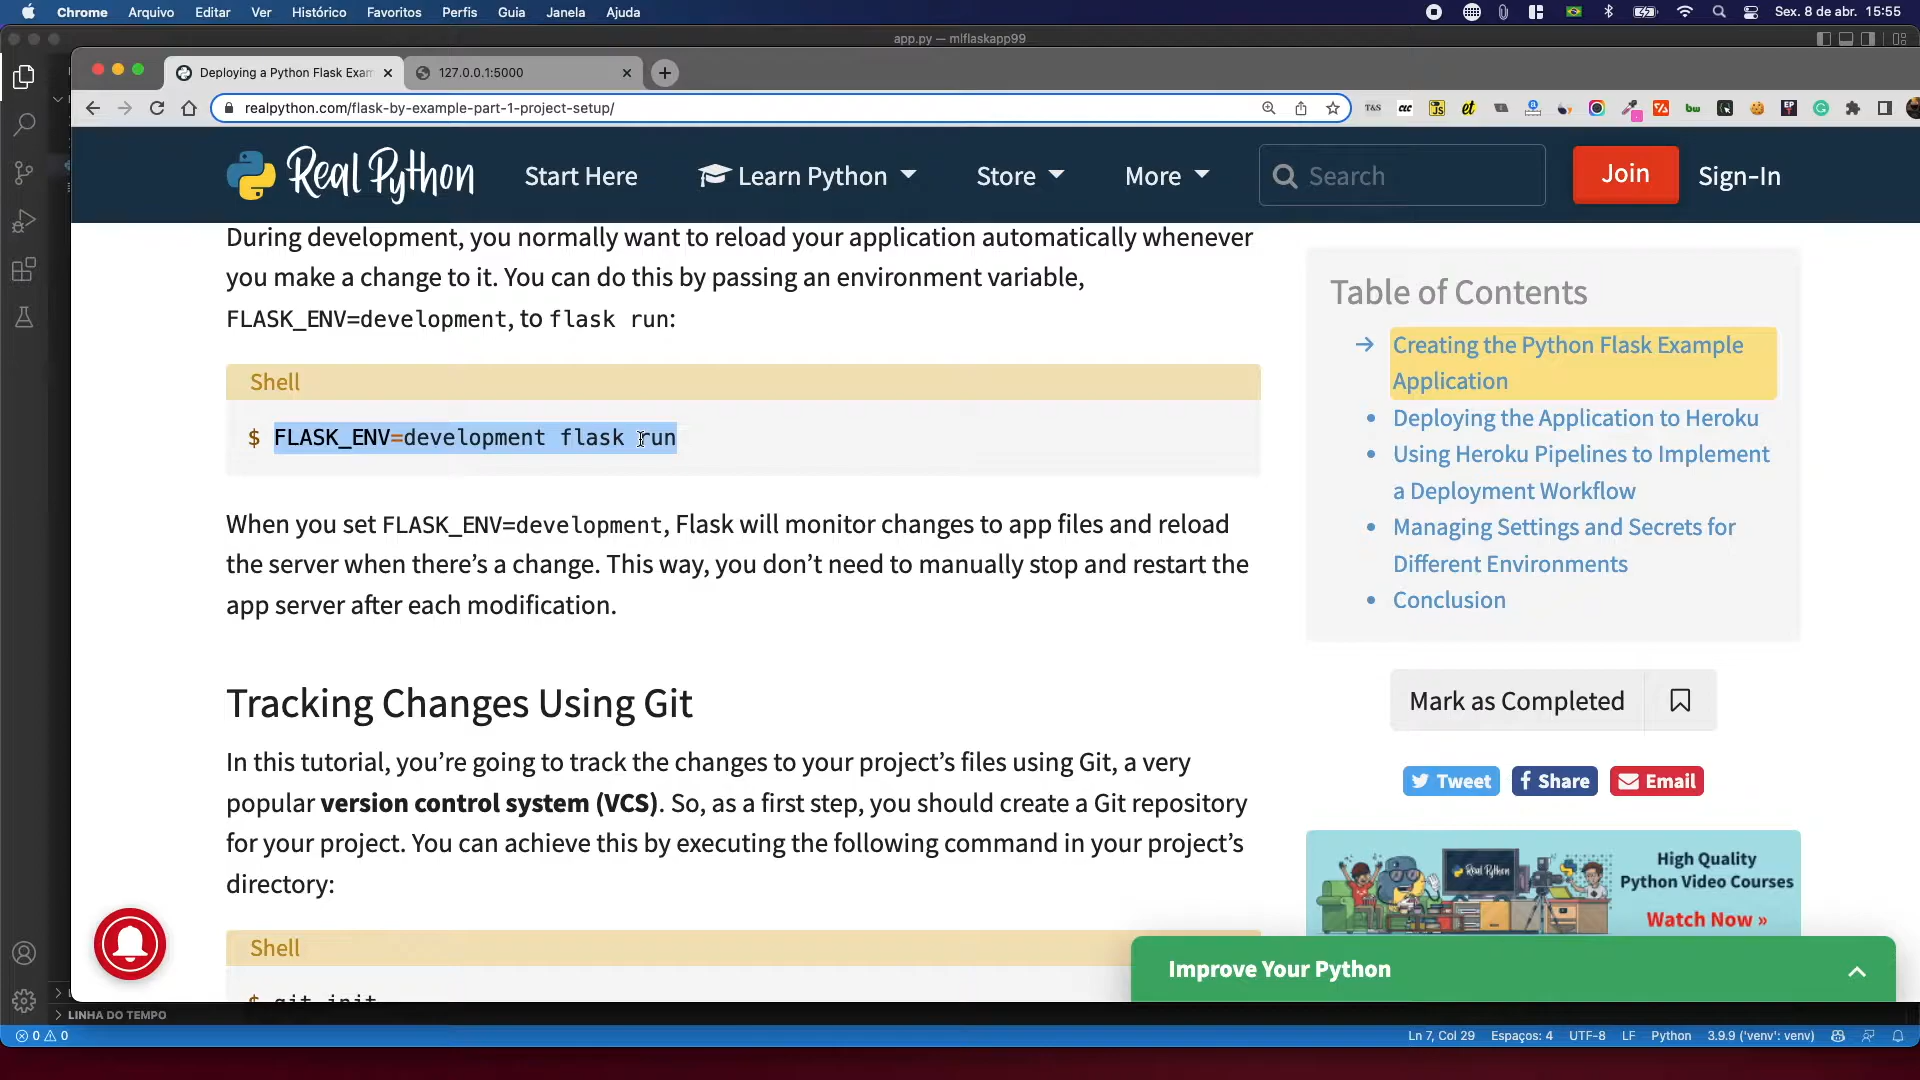 Chrome Arquivo Editar Ver Histórico Favoritos Perfis Guia Janela Ajuda Sex. 8 de abr. 15:55
app.py — mlflaskapp99
Deploying a Python Flask Exam 127.0.0.1:5000
realpython.com/flask-by-example-part-1-project-setup/
Real Python Start Here Learn Python Store More Search Join Sign-In
During development, you normally want to reload your application automatically whenever
you make a change to it. You can do this by passing an environment variable,
FLASK_ENV=development, to flask run:
Shell
$ FLASK_ENV=development flask run
When you set FLASK_ENV=development, Flask will monitor changes to app files and reload
the server when there’s a change. This way, you don’t need to manually stop and restart the
app server after each modification.
Tracking Changes Using Git
In this tutorial, you’re going to track the changes to your project’s files using Git, a very
popular version control system (VCS). So, as a first step, you should create a Git repository
for your project. You can achieve this by executing the following command in your project’s
directory:
Shell
$ git init
Table of Contents
Creating the Python Flask Example
Application
Deploying the Application to Heroku
Using Heroku Pipelines to Implement
a Deployment Workflow
Managing Settings and Secrets for
Different Environments
Conclusion
Mark as Completed
Tweet Share Email
Real Python
High Quality
Python Video Courses
Watch Now »
Improve Your Python
LINHA DO TEMPO
0 0 Ln 7, Col 29 Espaços: 4 UTF-8 LF Python 3.9.9 ('venv': venv)